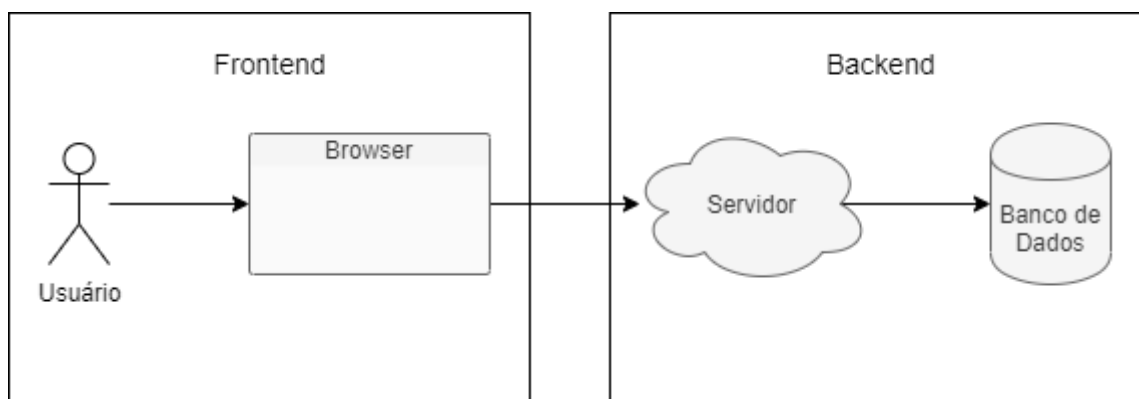 Frontend
Browser
Usuário
Backend
Servidor
Banco de
Dados